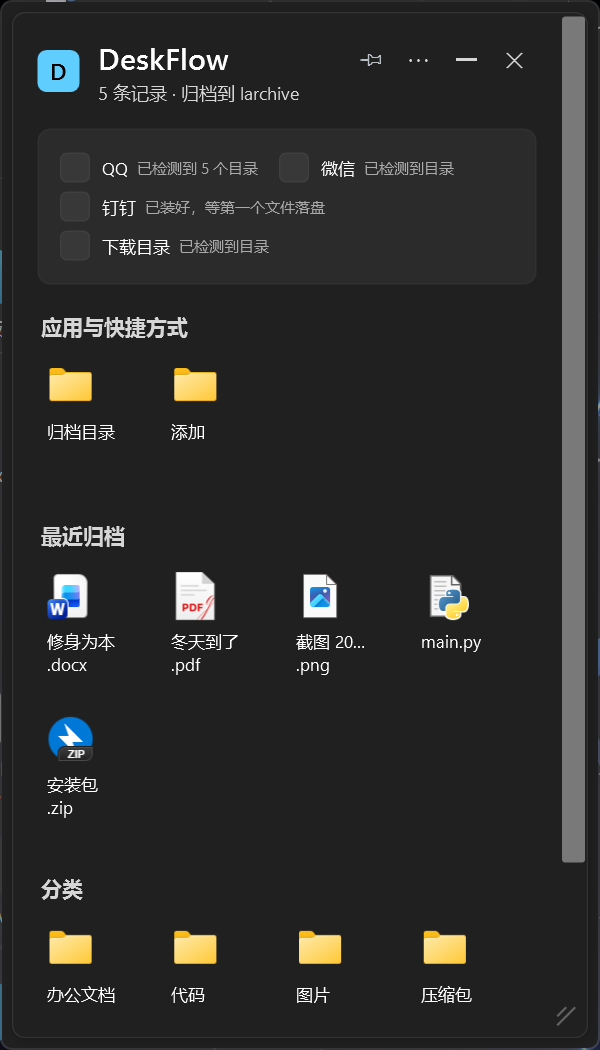 D DeskFlow
5 条记录 · 归档到 larchive
QQ 已检测到 5 个目录 微信 已检测到目录
钉钉 已装好，等第一个文件落盘
下载目录 已检测到目录
应用与快捷方式
归档目录 添加
最近归档
W PDF
修身为本 冬天到了 截图 20... main.py
.docx .pdf .png
ZIP
安装包
.zip
分类
办公文档 代码 图片 压缩包